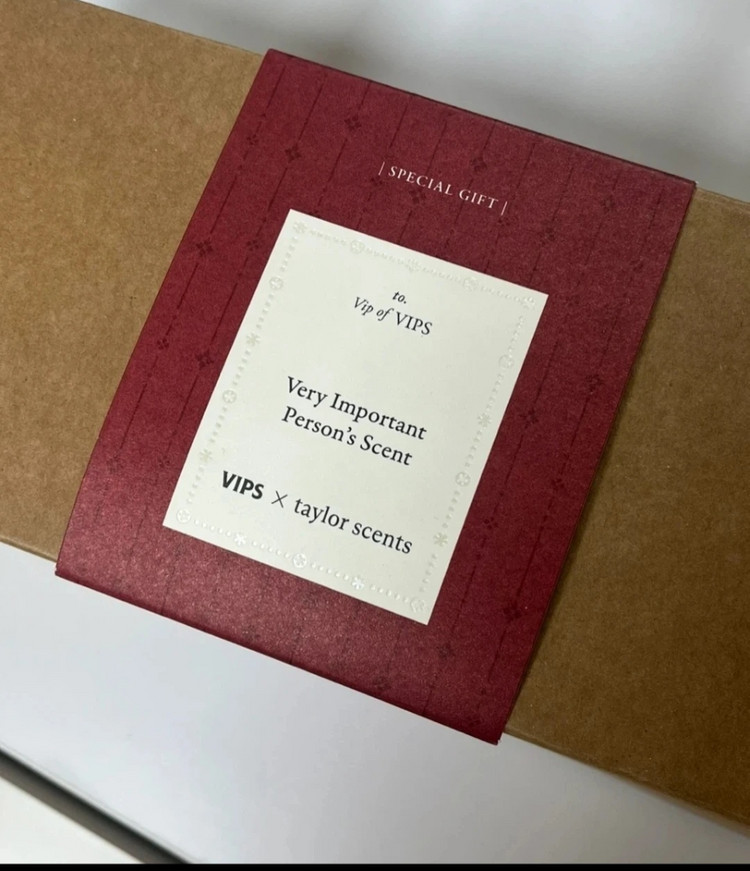 | SPECIAL GIFT |
to.
Vip of VIPS
Very Important
Person's Scent
VIPS × taylor scents